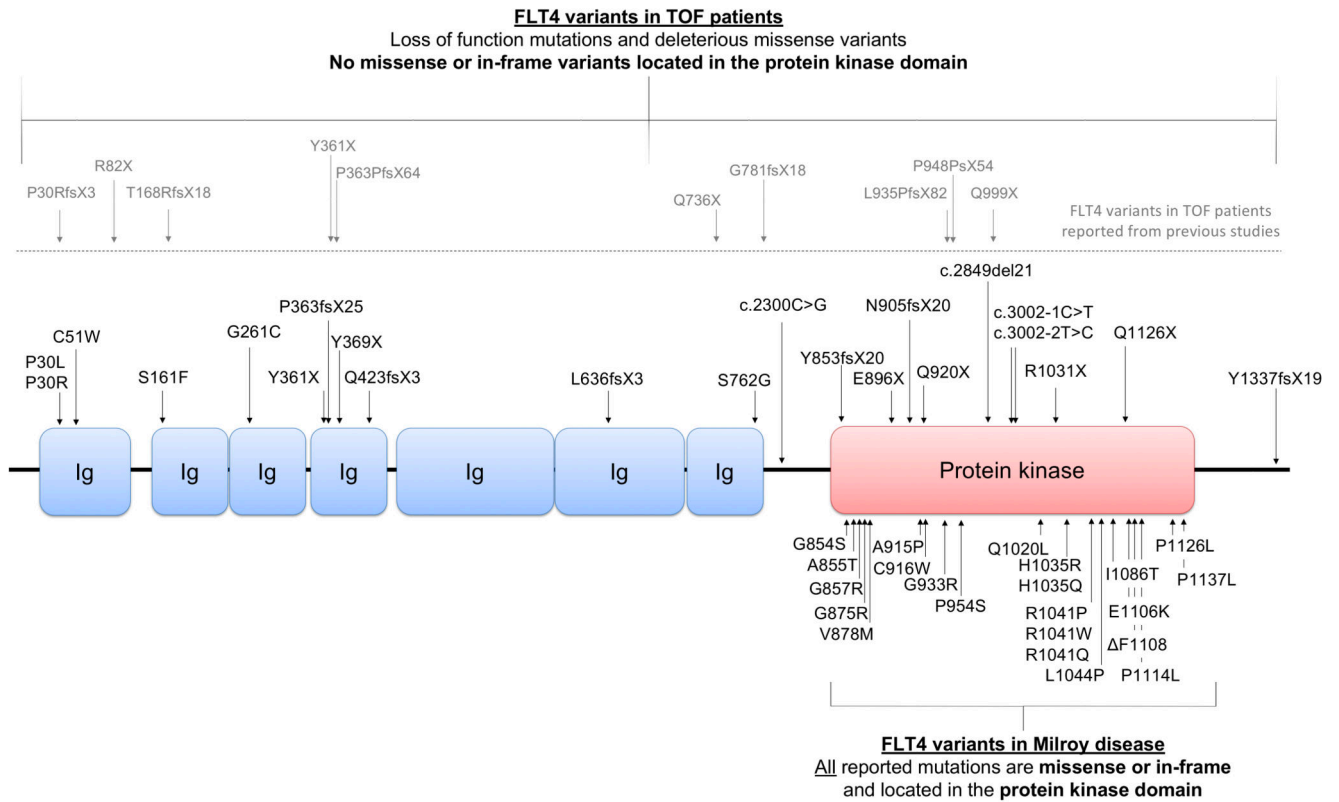 FLT4 variants in TOF patients
Loss of function mutations and deleterious missense variants
No missense or in-frame variants located in the protein kinase domain
Y361X
R82X
P363PfsX64
P30RfsX3
T168RfsX18
G781fsX18
P948PsX54
Q736X
L935PfsX82
Q999X
FLT4 variants in TOF patients
reported from previous studies
c.2849del21
P363fsX25
c.2300C>G
N905fsX20
c.3002-1C>T
c.3002-2T>C
C51W
G261C
Y369X
Q1126X
P30L
P30R
S161F
Y361X
Q423fsX3
L636fsX3
S762G
Y853fsX20
E896X
Q920X
R1031X
Y1337fsX19
Ig
Ig
Ig
Ig
Ig
Ig
Ig
Protein kinase
G854S
A855T
G857R
G875R
V878M
A915P
C916W
G933R
P954S
Q1020L
H1035R
H1035Q
R1041P
R1041W
R1041Q
L1044P
I1086T
E1106K
ΔF1108
P1114L
P1126L
P1137L
FLT4 variants in Milroy disease
All reported mutations are missense or in-frame
and located in the protein kinase domain